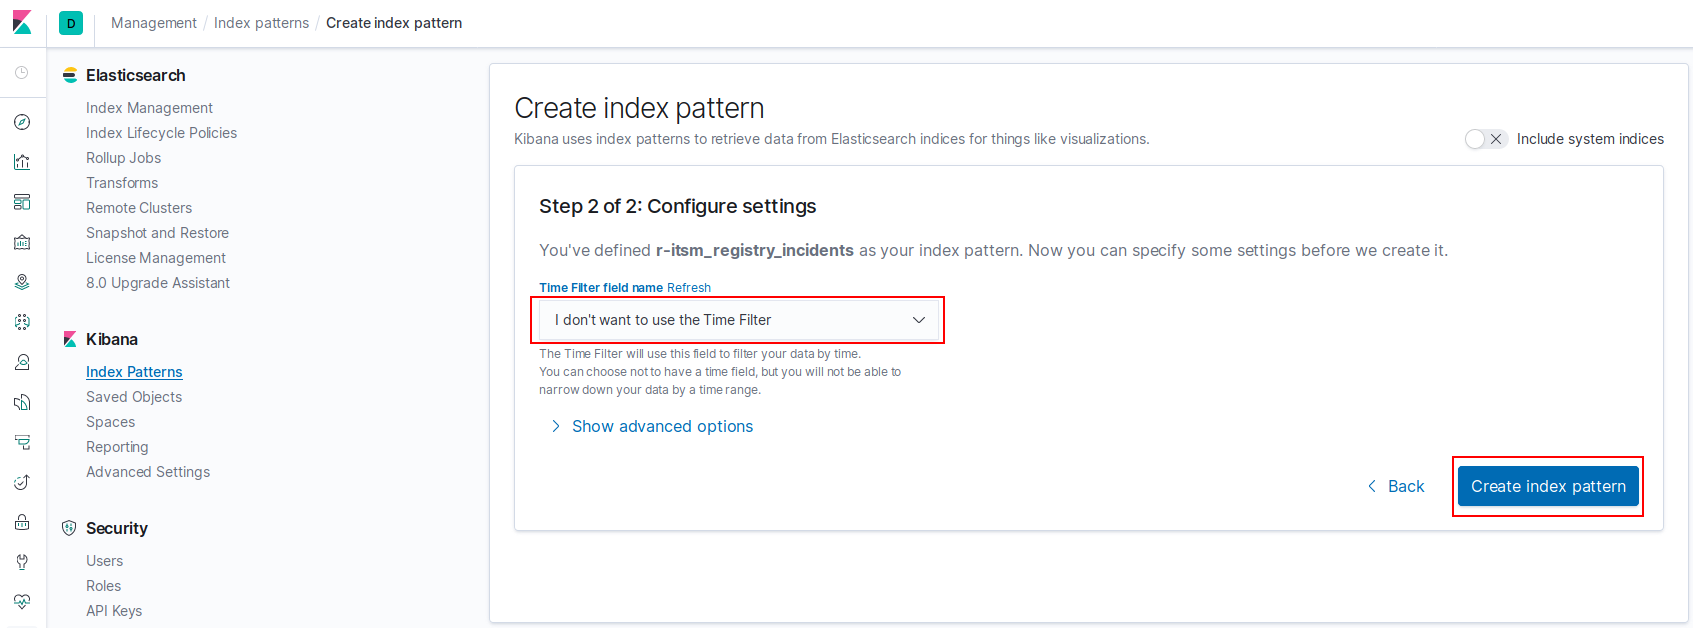 D Management / Index patterns / Create index pattern
Elasticsearch
Index Management
Index Lifecycle Policies
Rollup Jobs
Transforms
Remote Clusters
Snapshot and Restore
License Management
8.0 Upgrade Assistant
Kibana
Index Patterns
Saved Objects
Spaces
Reporting
Advanced Settings
Security
Users
Roles
API Keys
Create index pattern
Kibana uses index patterns to retrieve data from Elasticsearch indices for things like visualizations.
Include system indices
Step 2 of 2: Configure settings
You've defined r-itsm_registry_incidents as your index pattern. Now you can specify some settings before we create it.
Time Filter field name Refresh
I don't want to use the Time Filter
The Time Filter will use this field to filter your data by time.
You can choose not to have a time field, but you will not be able to
narrow down your data by a time range.
Show advanced options
Back
Create index pattern